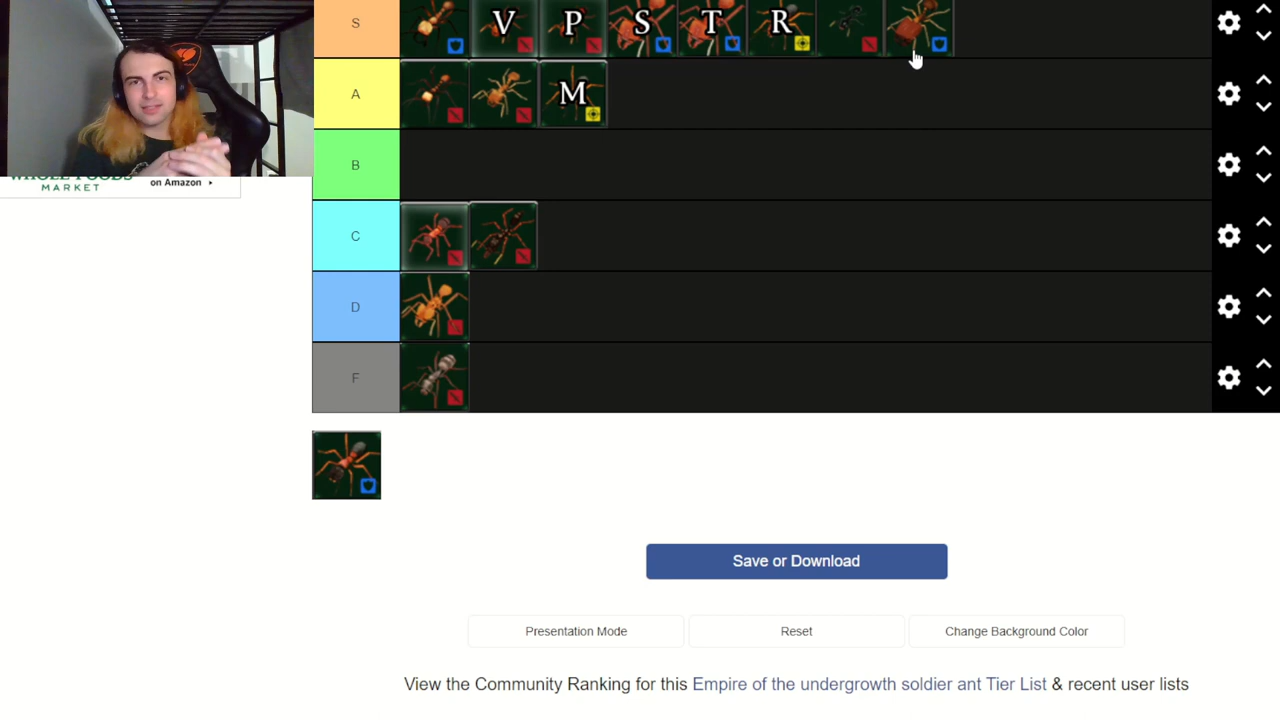 S V P S T R
A M
B
C
D
F
WHOLE FOODS
MARKET
on Amazon
Save or Download
Presentation Mode Reset Change Background Color
View the Community Ranking for this Empire of the undergrowth soldier ant Tier List & recent user lists